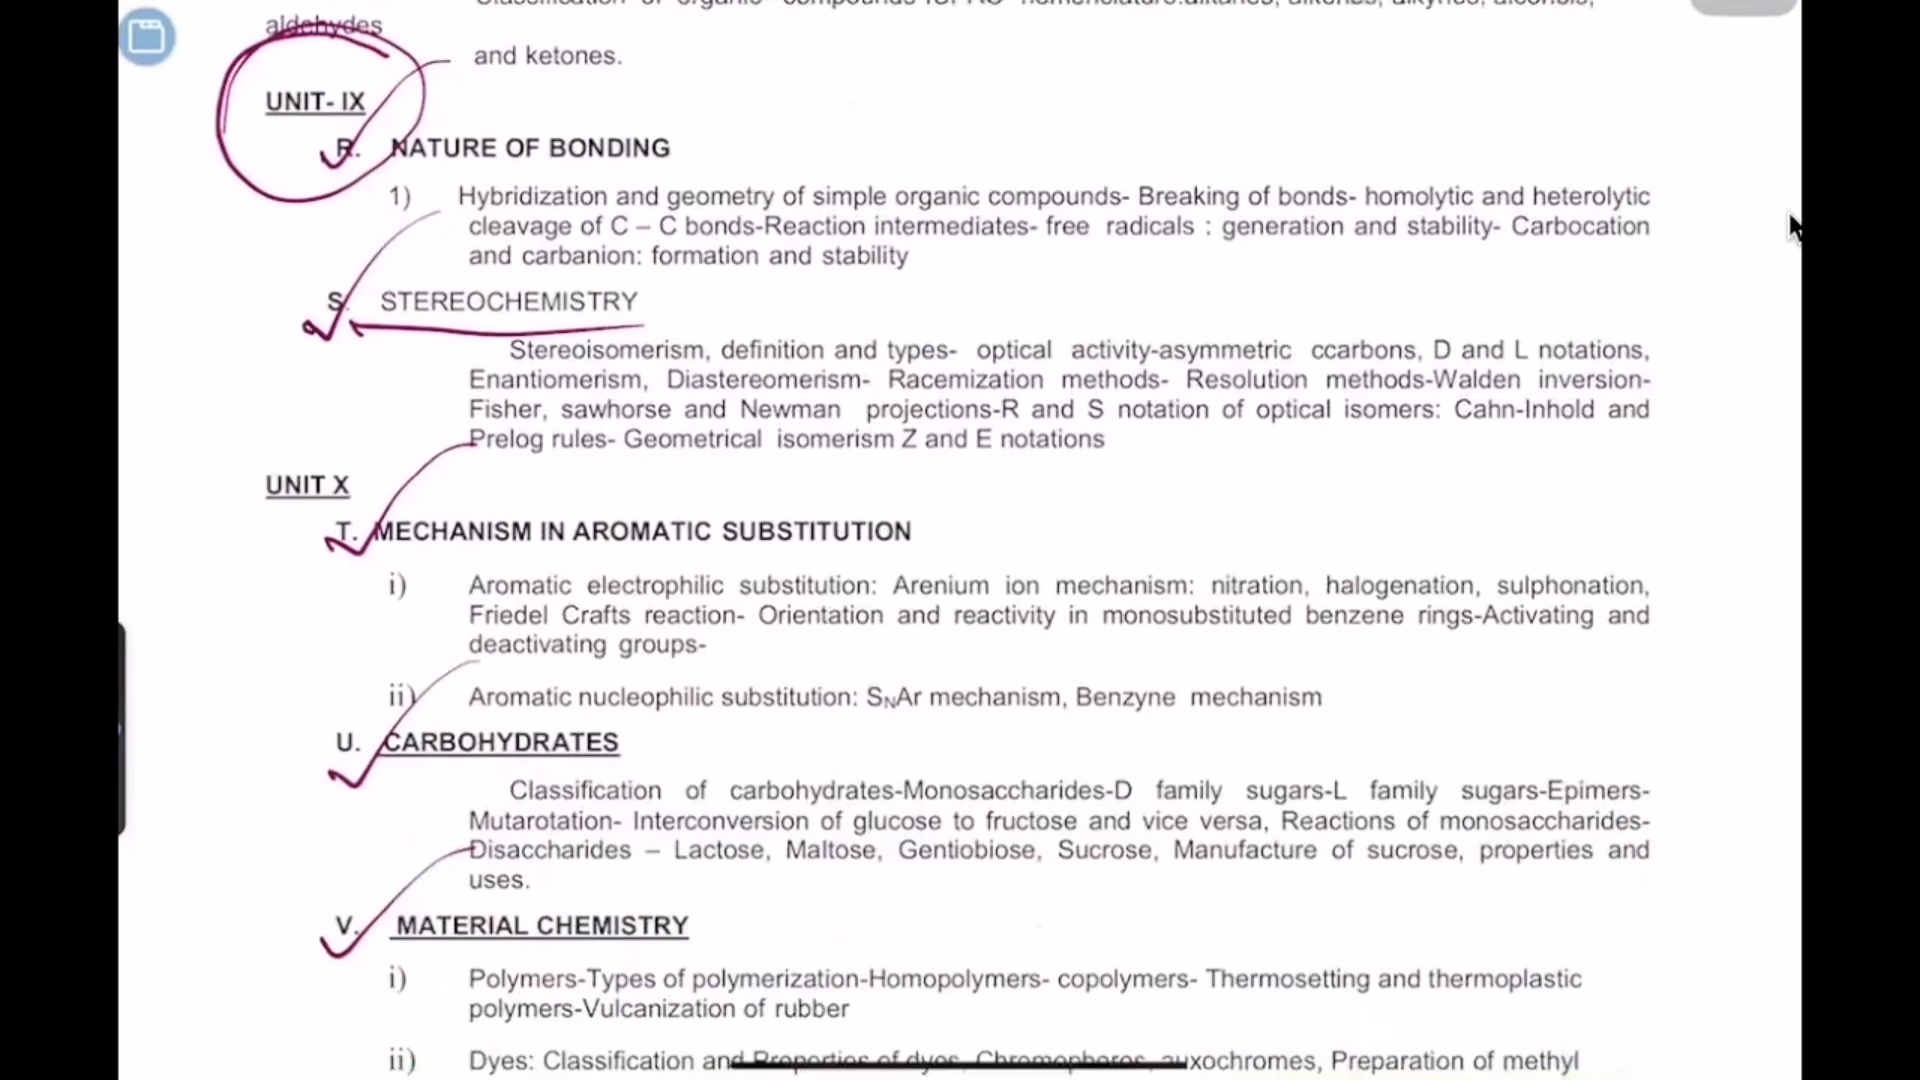 aldehydes
and ketones.
UNIT- IX
R. NATURE OF BONDING
1) Hybridization and geometry of simple organic compounds- Breaking of bonds- homolytic and heterolytic
cleavage of C – C bonds-Reaction intermediates- free radicals : generation and stability- Carbocation
and carbanion: formation and stability
S. STEREOCHEMISTRY
Stereoisomerism, definition and types- optical activity-asymmetric ccarbons, D and L notations,
Enantiomerism, Diastereomerism- Racemization methods- Resolution methods-Walden inversion-
Fisher, sawhorse and Newman projections-R and S notation of optical isomers: Cahn-Inhold and
Prelog rules- Geometrical isomerism Z and E notations
UNIT X
T. MECHANISM IN AROMATIC SUBSTITUTION
i) Aromatic electrophilic substitution: Arenium ion mechanism: nitration, halogenation, sulphonation,
Friedel Crafts reaction- Orientation and reactivity in monosubstituted benzene rings-Activating and
deactivating groups-
ii) Aromatic nucleophilic substitution: SNAr mechanism, Benzyne mechanism
U. CARBOHYDRATES
Classification of carbohydrates-Monosaccharides-D family sugars-L family sugars-Epimers-
Mutarotation- Interconversion of glucose to fructose and vice versa, Reactions of monosaccharides-
Disaccharides – Lactose, Maltose, Gentiobiose, Sucrose, Manufacture of sucrose, properties and
uses.
V. MATERIAL CHEMISTRY
i) Polymers-Types of polymerization-Homopolymers- copolymers- Thermosetting and thermoplastic
polymers-Vulcanization of rubber
ii) Dyes: Classification and Properties of dyes, Chromophores, auxochromes, Preparation of methyl